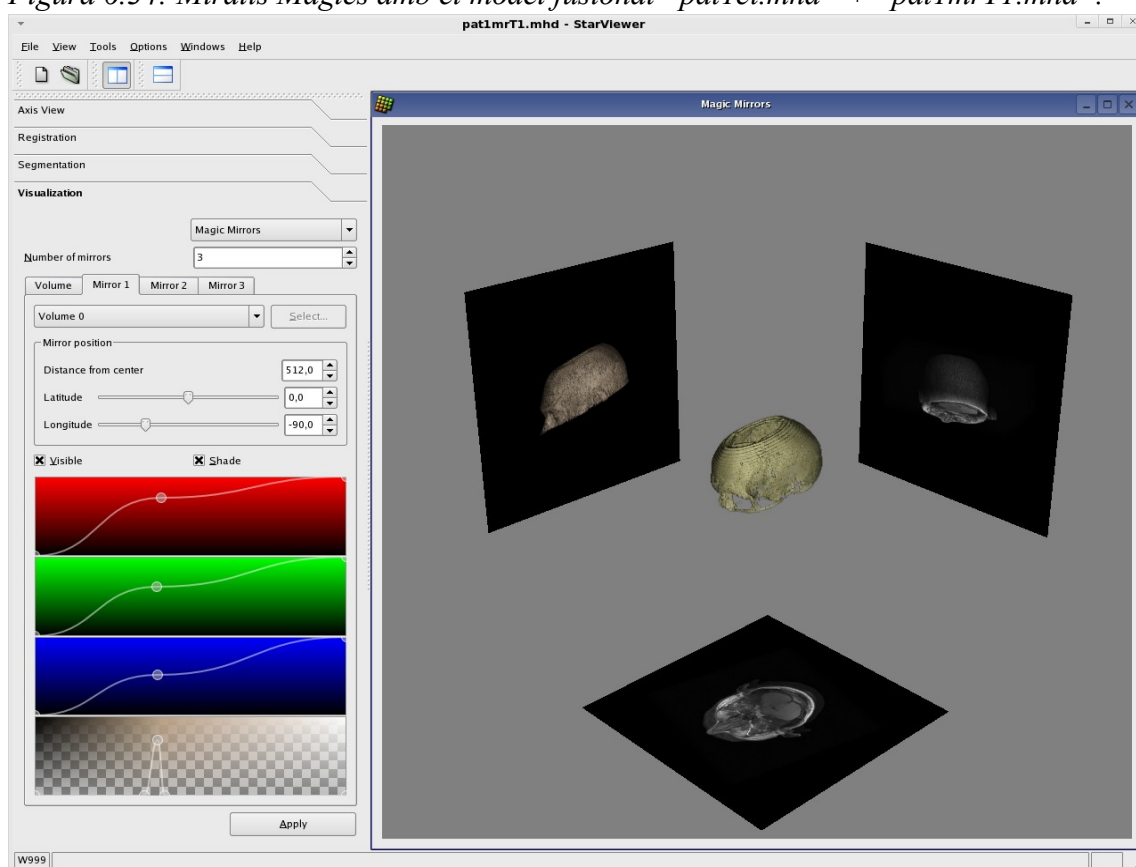 Figura 6.34: Miralls Màgics amb el model fusionat "pat1ct.mhd" + "pat1mrT1.mhd".
pat1mrT1.mhd - StarViewer
File View Tools Options Windows Help
Axis View
Registration
Segmentation
Visualization
Magic Mirrors
Number of mirrors
3
Volume Mirror 1 Mirror 2 Mirror 3
Volume 0 Select...
Mirror position
Distance from center 512,0
Latitude 0,0
Longitude -90,0
Visible Shade
Apply
W999
Magic Mirrors